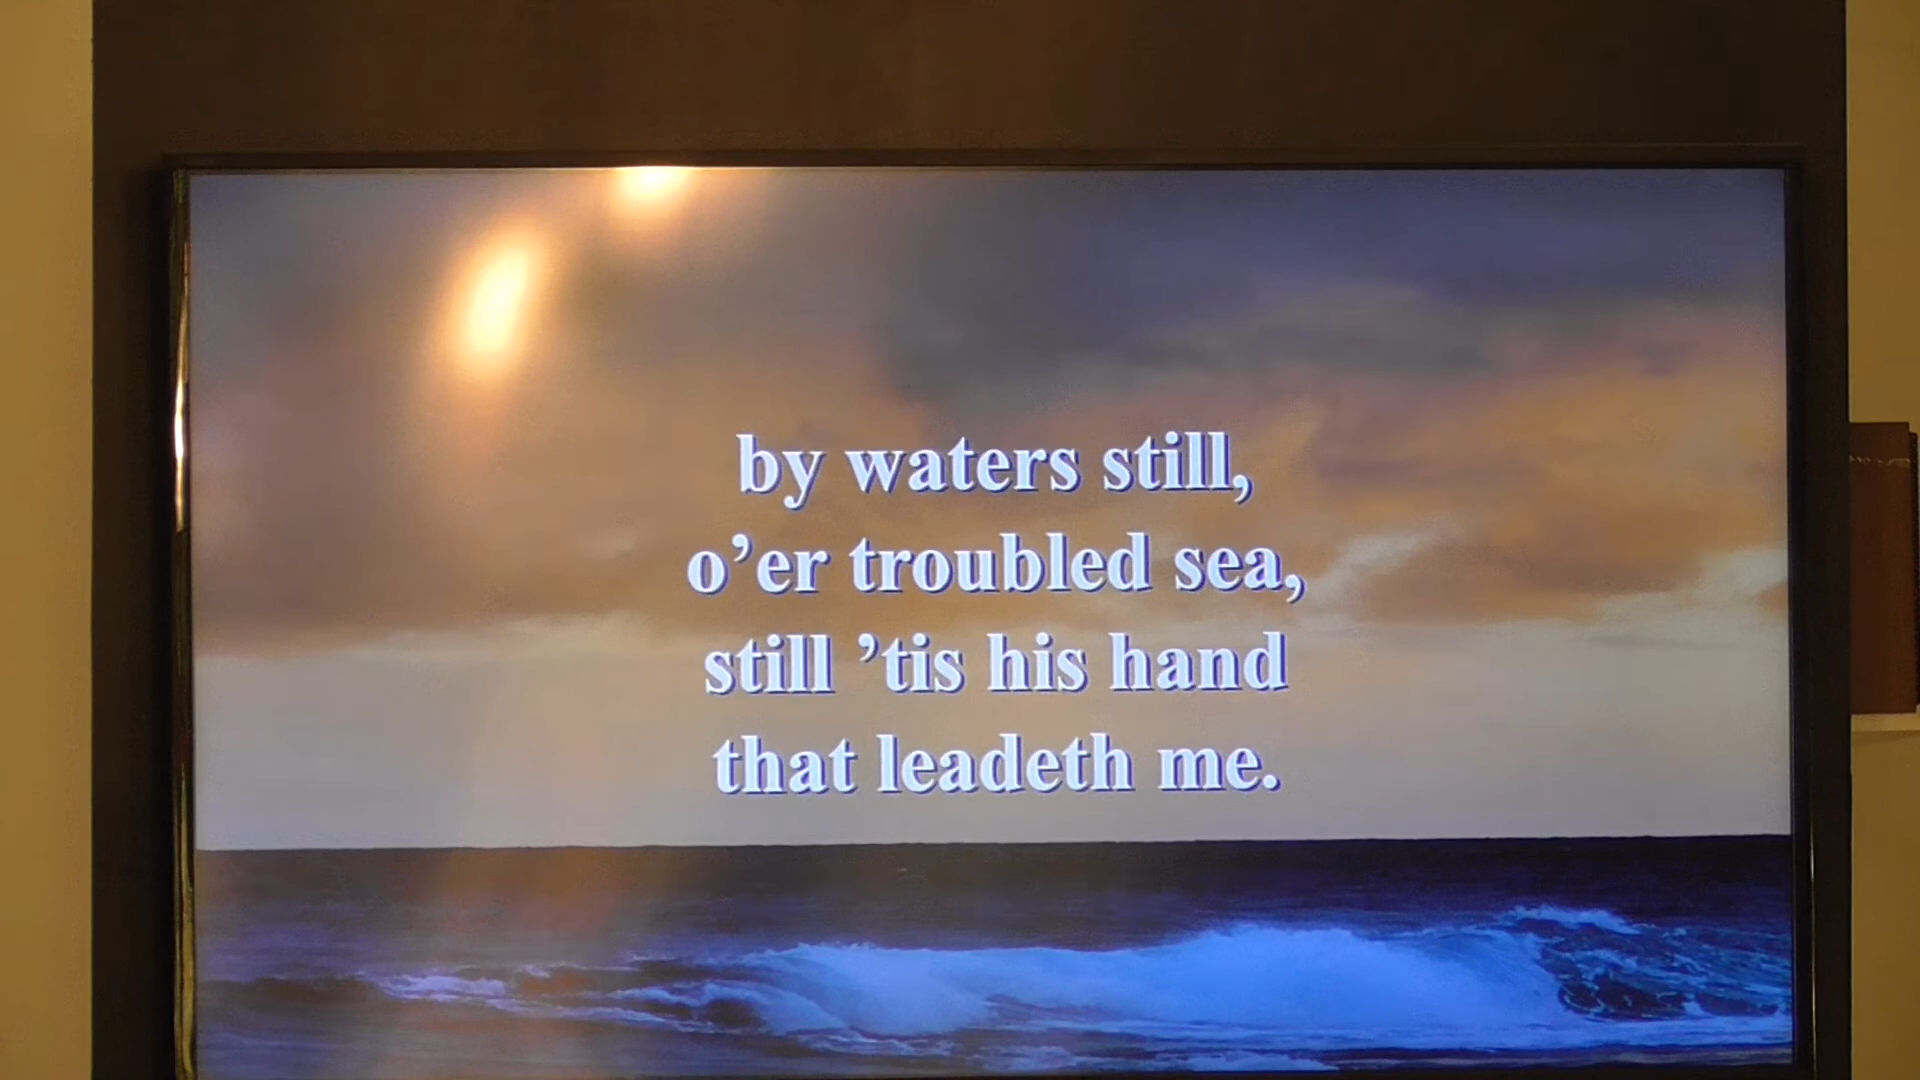 by waters still,
o’er troubled sea,
still ’tis his hand
that leadeth me.